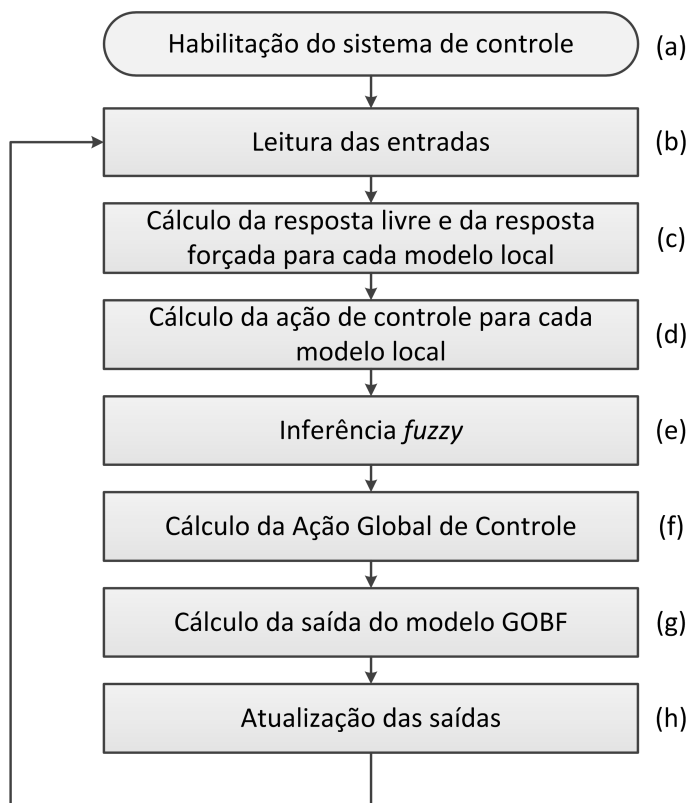 Habilitação do sistema de controle (a)
Leitura das entradas (b)
Cálculo da resposta livre e da resposta
forçada para cada modelo local (c)
Cálculo da ação de controle para cada
modelo local (d)
Inferência fuzzy (e)
Cálculo da Ação Global de Controle (f)
Cálculo da saída do modelo GOBF (g)
Atualização das saídas (h)